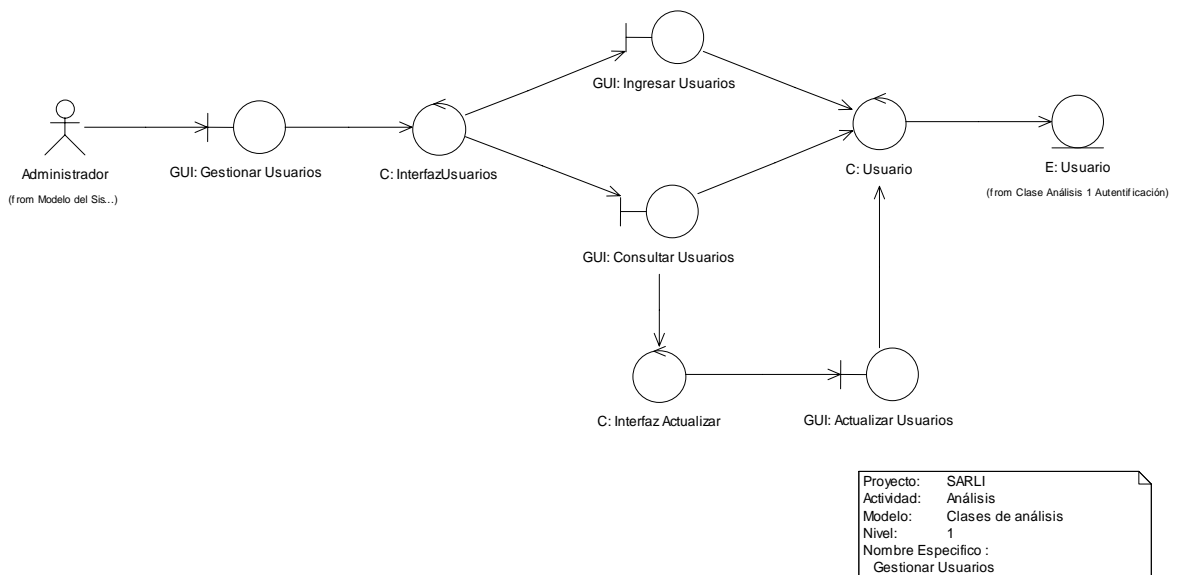 GUI: Ingresar Usuarios
Administrador
(from Modelo del Sis...)
GUI: Gestionar Usuarios
C: InterfazUsuarios
C: Usuario
E: Usuario
(from Clase Análisis 1 Autentificación)
GUI: Consultar Usuarios
C: Interfaz Actualizar
GUI: Actualizar Usuarios
Proyecto: SARLI
Actividad: Análisis
Modelo: Clases de análisis
Nivel: 1
Nombre Especifico :
Gestionar Usuarios